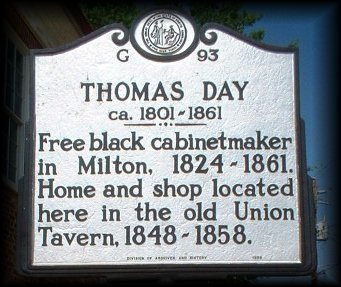 G 93
THOMAS DAY
ca. 1801-1861
Free black cabinetmaker
in Milton, 1824-1861.
Home and shop located
here in the old Union
Tavern, 1848-1858.
DIVISION OF ARCHIVES AND HISTORY